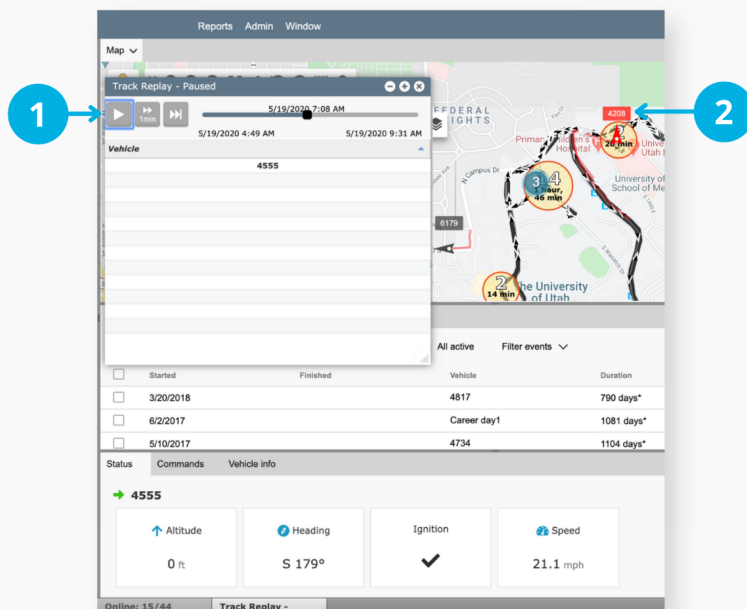 Reports Admin Window
Map
Track Replay - Paused
1
1min
5/19/2020 7:08 AM
5/19/2020 4:49 AM 5/19/2020 9:31 AM
Vehicle
4555
FEDERAL
HEIGHTS
4208
2
Primary Children's
Hospital
20 min
Unive
Utah
N Campus Dr
3
4
1 hour,
46 min
University of
School of Me
6179
S Wasatch Dr
2
14 min
The University
of Utah
All active Filter events
Started Finished Vehicle Duration
3/20/2018 4817 790 days*
6/2/2017 Career day1 1081 days*
5/10/2017 4734 1104 days*
Status Commands Vehicle info
4555
Altitude Heading Ignition Speed
0 ft S 179° 21.1 mph
Online: 15/44 Track Replay -